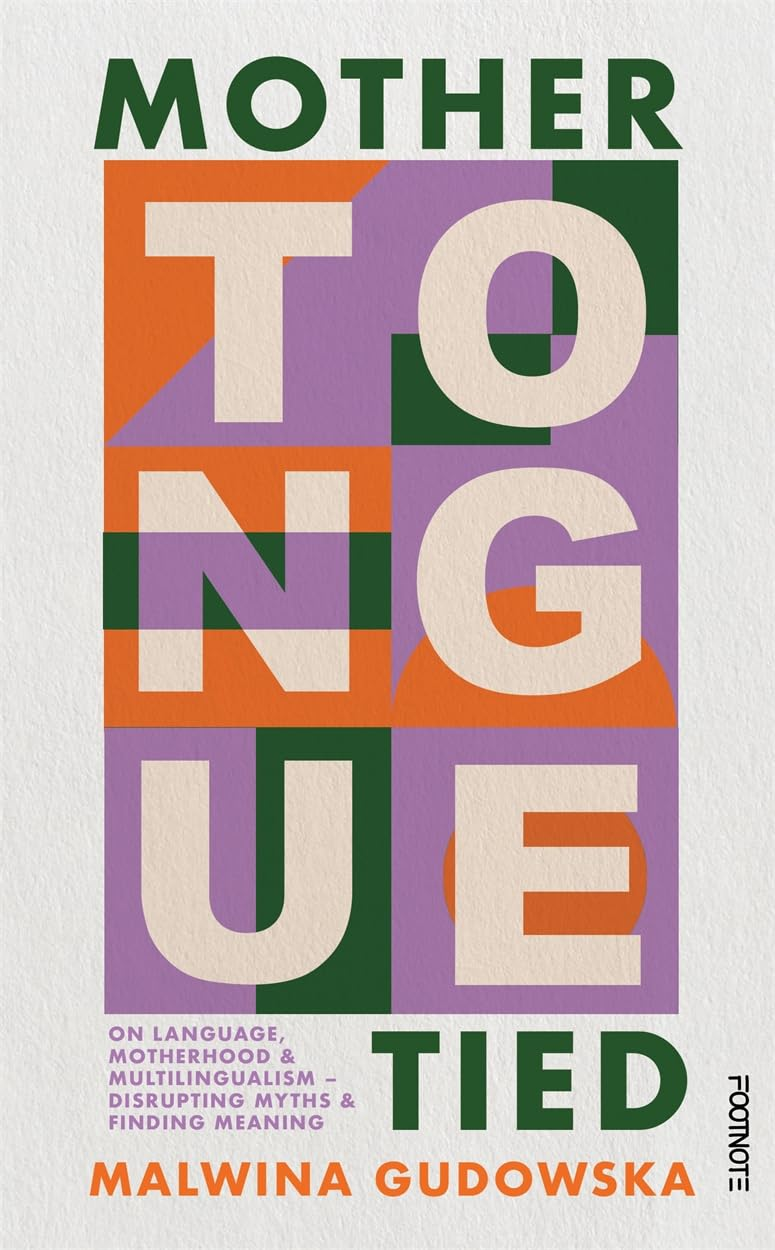 MOTHER
TO
NG
UE
TIED
ON LANGUAGE,
MOTHERHOOD &
MULTILINGUALISM –
DISRUPTING MYTHS &
FINDING MEANING
MALWINA GUDOWSKA
FOOTNOTE